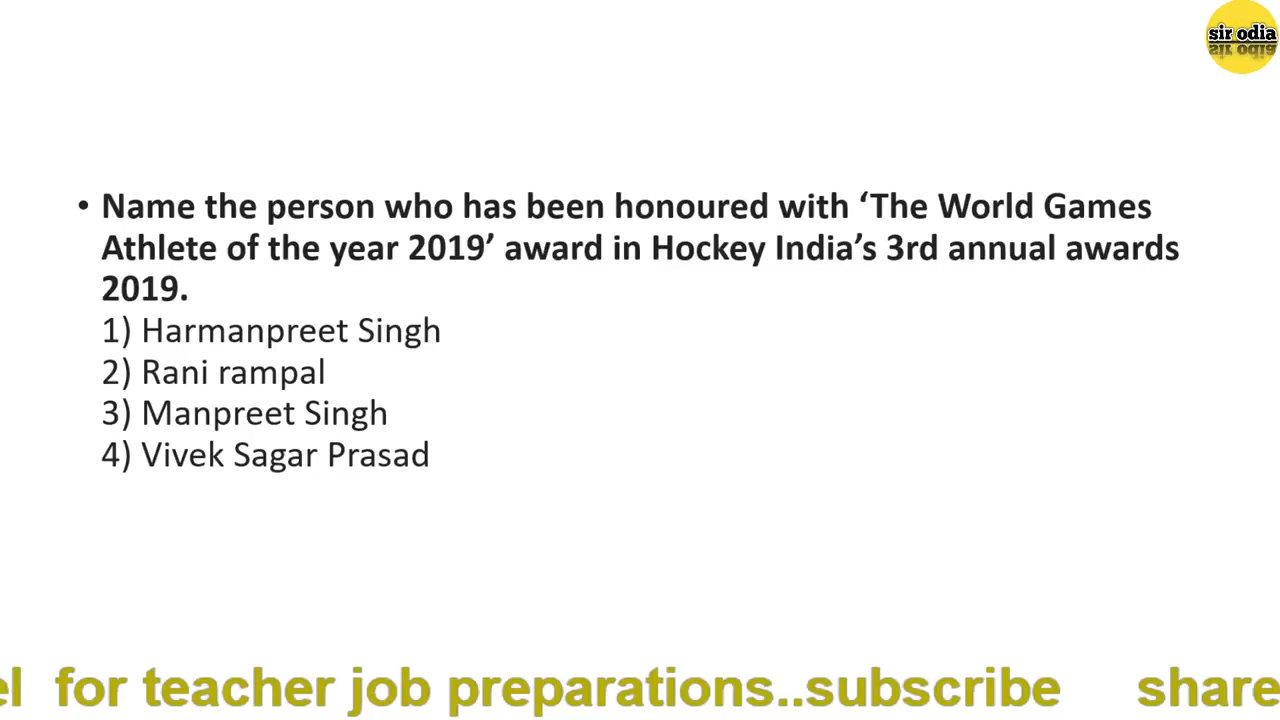 sir odia
• Name the person who has been honoured with ‘The World Games
Athlete of the year 2019’ award in Hockey India’s 3rd annual awards
2019.
1) Harmanpreet Singh
2) Rani rampal
3) Manpreet Singh
4) Vivek Sagar Prasad
el for teacher job preparations..subscribe share